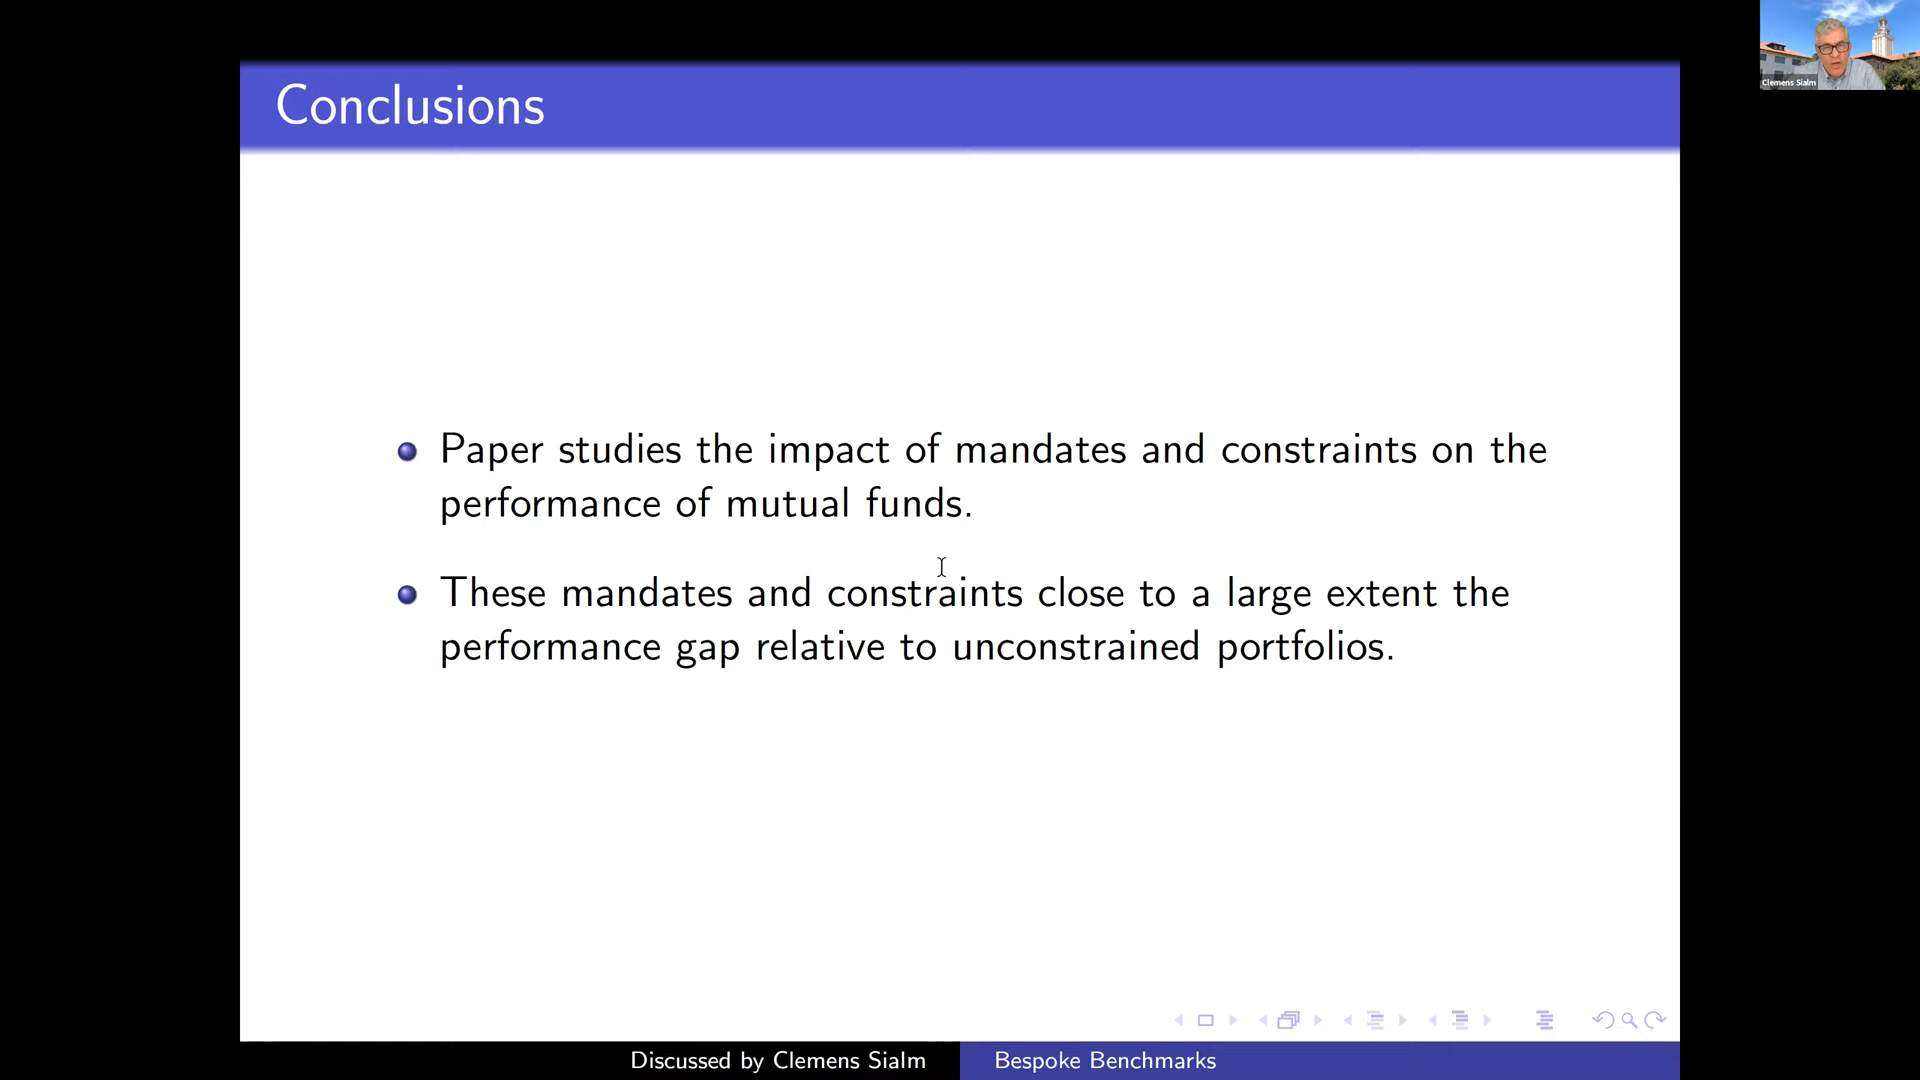 Conclusions
Clemens Sialm
Paper studies the impact of mandates and constraints on the
performance of mutual funds.
These mandates and constraints close to a large extent the
performance gap relative to unconstrained portfolios.
Discussed by Clemens Sialm
Bespoke Benchmarks